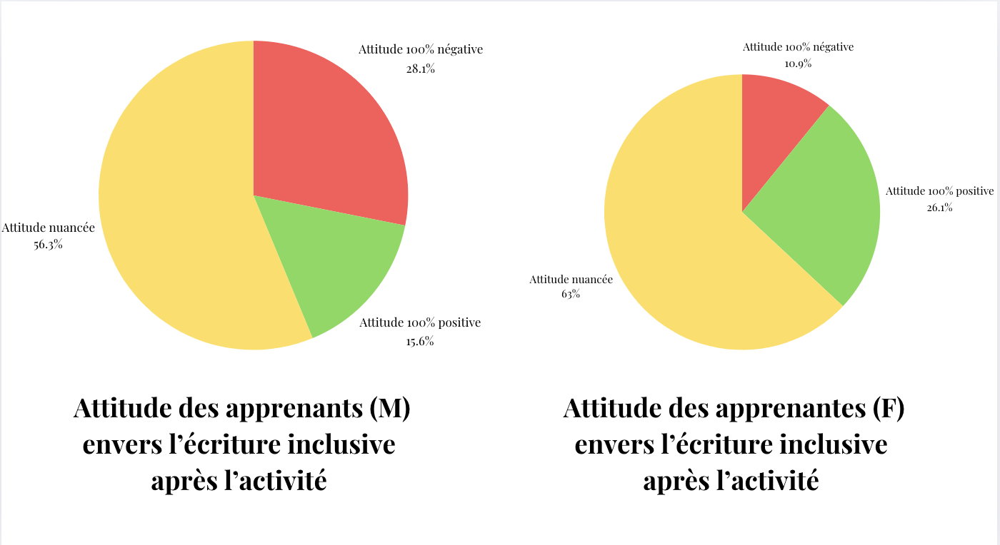 Attitude 100% négative
28.1%
Attitude nuancée
56.3%
Attitude 100% positive
15.6%
Attitude des apprenants (M)
envers l’écriture inclusive
après l’activité
Attitude 100% négative
10.9%
Attitude 100% positive
26.1%
Attitude nuancée
63%
Attitude des apprenantes (F)
envers l’écriture inclusive
après l’activité